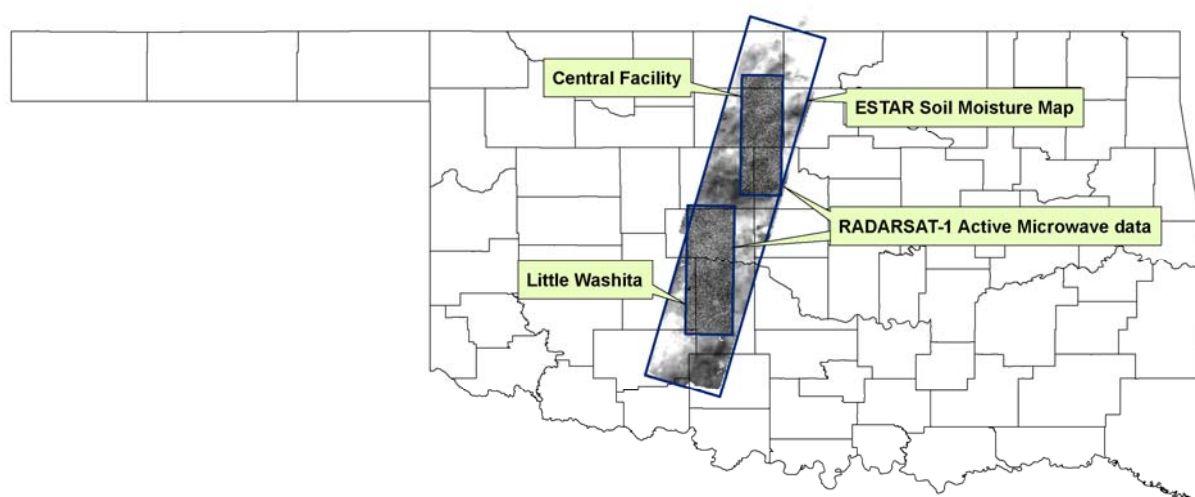 Central Facility
ESTAR Soil Moisture Map
RADARSAT-1 Active Microwave data
Little Washita